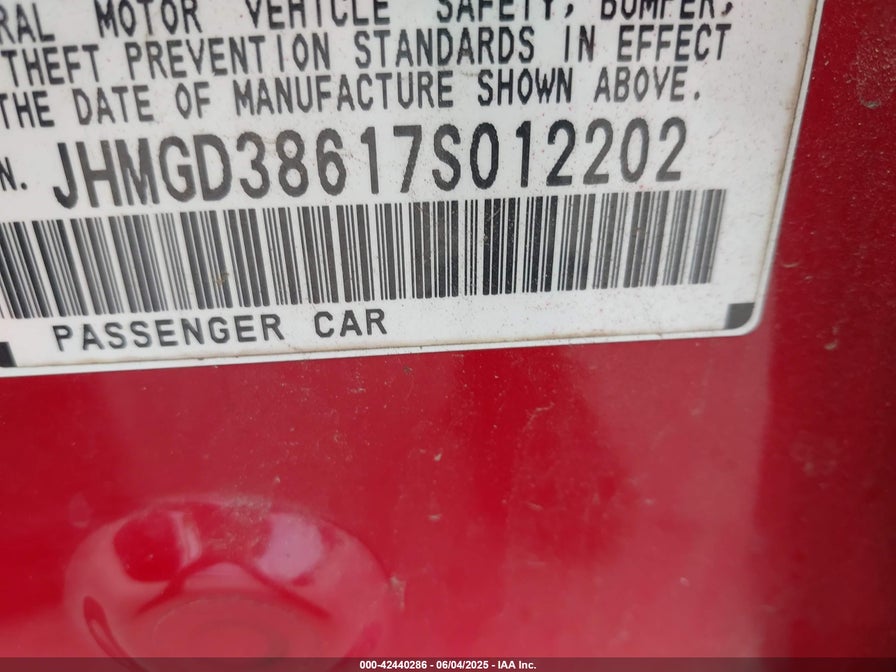 RAL MOTOR VEHICLE SAFETY, BUMPER,
THEFT PREVENTION STANDARDS IN EFFECT
THE DATE OF MANUFACTURE SHOWN ABOVE.
N. JHMGD38617S012202
PASSENGER CAR
000-42440286 - 06/04/2025 - IAA Inc.